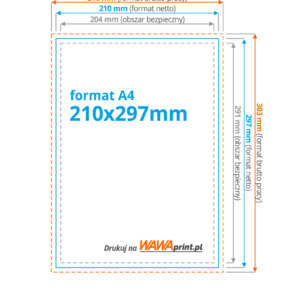 210 mm (format netto)
204 mm (obszar bezpieczny)
format A4
210x297mm
291 mm (obszar bezpieczny)
297 mm (format netto)
303 mm (format brutto pracy)
Drukuj na WAWAprint.pl